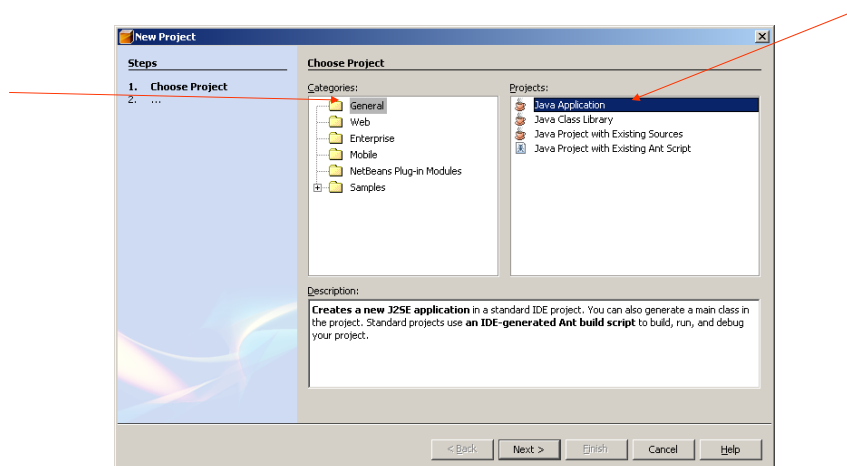 New Project
Steps
1. Choose Project
2. ...
Choose Project
Categories:
General
Web
Enterprise
Mobile
NetBeans Plug-in Modules
Samples
Projects:
Java Application
Java Class Library
Java Project with Existing Sources
Java Project with Existing Ant Script
Description:
Creates a new J2SE application in a standard IDE project. You can also generate a main class in
the project. Standard projects use an IDE-generated Ant build script to build, run, and debug
your project.
< Back
Next >
Finish
Cancel
Help